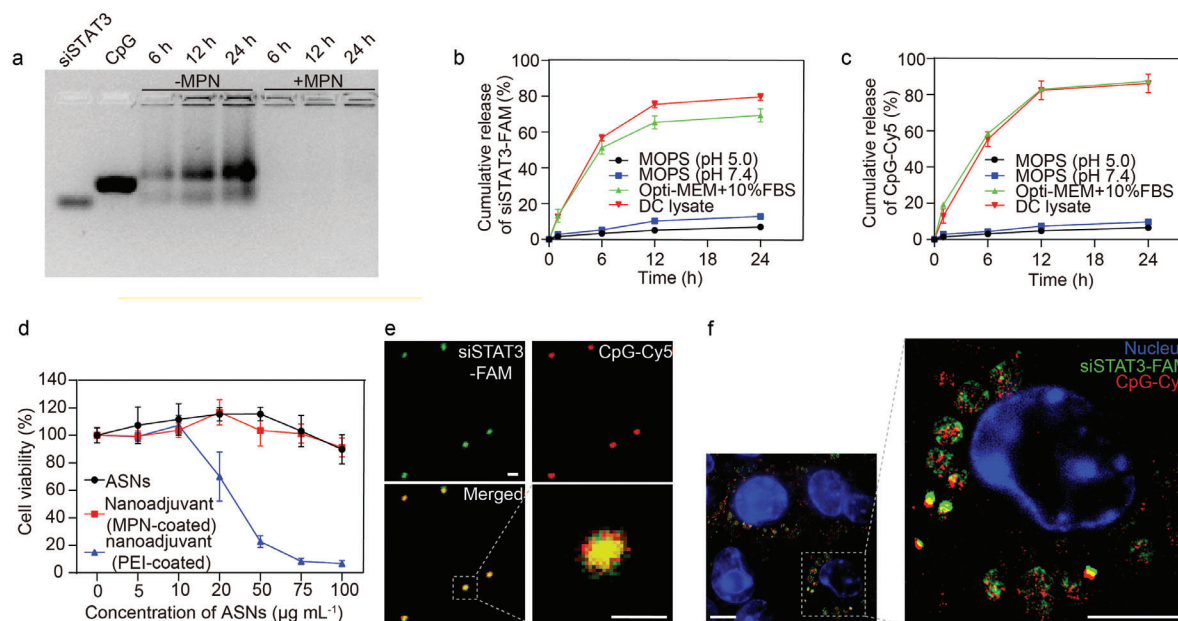 a
siSTAT3
CpG
6 h
12 h
24 h
6 h
12 h
24 h
-MPN
+MPN
b
Cumulative release
of siSTAT3-FAM (%)
100
80
60
40
20
0
MOPS (pH 5.0)
MOPS (pH 7.4)
Opti-MEM+10%FBS
DC lysate
0
6
12
18
24
Time (h)
c
Cumulative release
of CpG-Cy5 (%)
100
80
60
40
20
0
MOPS (pH 5.0)
MOPS (pH 7.4)
Opti-MEM+10%FBS
DC lysate
0
6
12
18
24
Time (h)
d
Cell viability (%)
140
120
100
80
60
40
20
0
ASNs
Nanoadjuvant
(MPN-coated)
nanoadjuvant
(PEI-coated)
0
5
10
20
50
75
100
Concentration of ASNs (μg mL⁻¹)
e
siSTAT3
-FAM
CpG-Cy5
Merged
f
Nucleu
siSTAT3-FAM
CpG-Cy